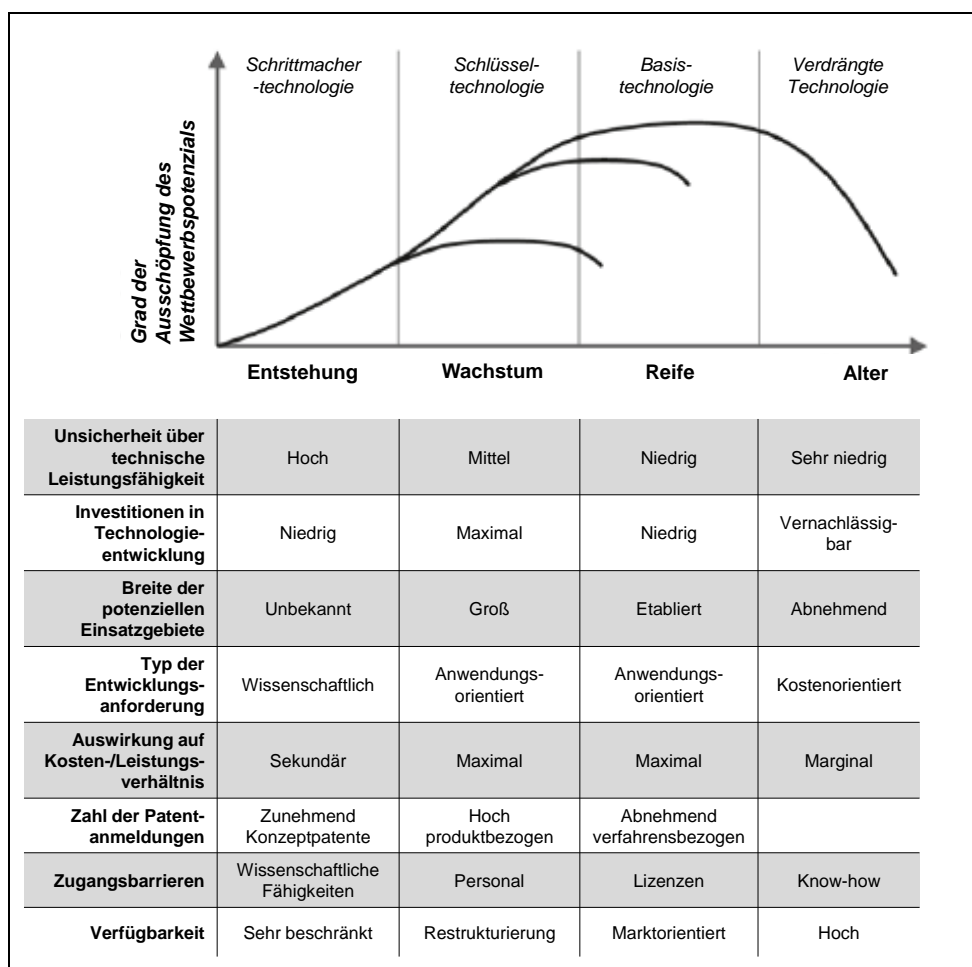 Schrittmacher
-technologie
Schlüssel-
technologie
Basis-
technologie
Verdrängte
Technologie
Grad der
Ausschöpfung des
Wettbewerbspotenzials
Entstehung
Wachstum
Reife
Alter
Unsicherheit über
technische
Leistungsfähigkeit
Hoch
Mittel
Niedrig
Sehr niedrig
Investitionen in
Technologie-
entwicklung
Niedrig
Maximal
Niedrig
Vernachlässig-
bar
Breite der
potenziellen
Einsatzgebiete
Unbekannt
Groß
Etabliert
Abnehmend
Typ der
Entwicklungs-
anforderung
Wissenschaftlich
Anwendungs-
orientiert
Anwendungs-
orientiert
Kostenorientiert
Auswirkung auf
Kosten-/Leistungs-
verhältnis
Sekundär
Maximal
Maximal
Marginal
Zahl der Patent-
anmeldungen
Zunehmend
Konzeptpatente
Hoch
produktbezogen
Abnehmend
verfahrensbezogen
Zugangsbarrieren
Wissenschaftliche
Fähigkeiten
Personal
Lizenzen
Know-how
Verfügbarkeit
Sehr beschränkt
Restrukturierung
Marktorientiert
Hoch